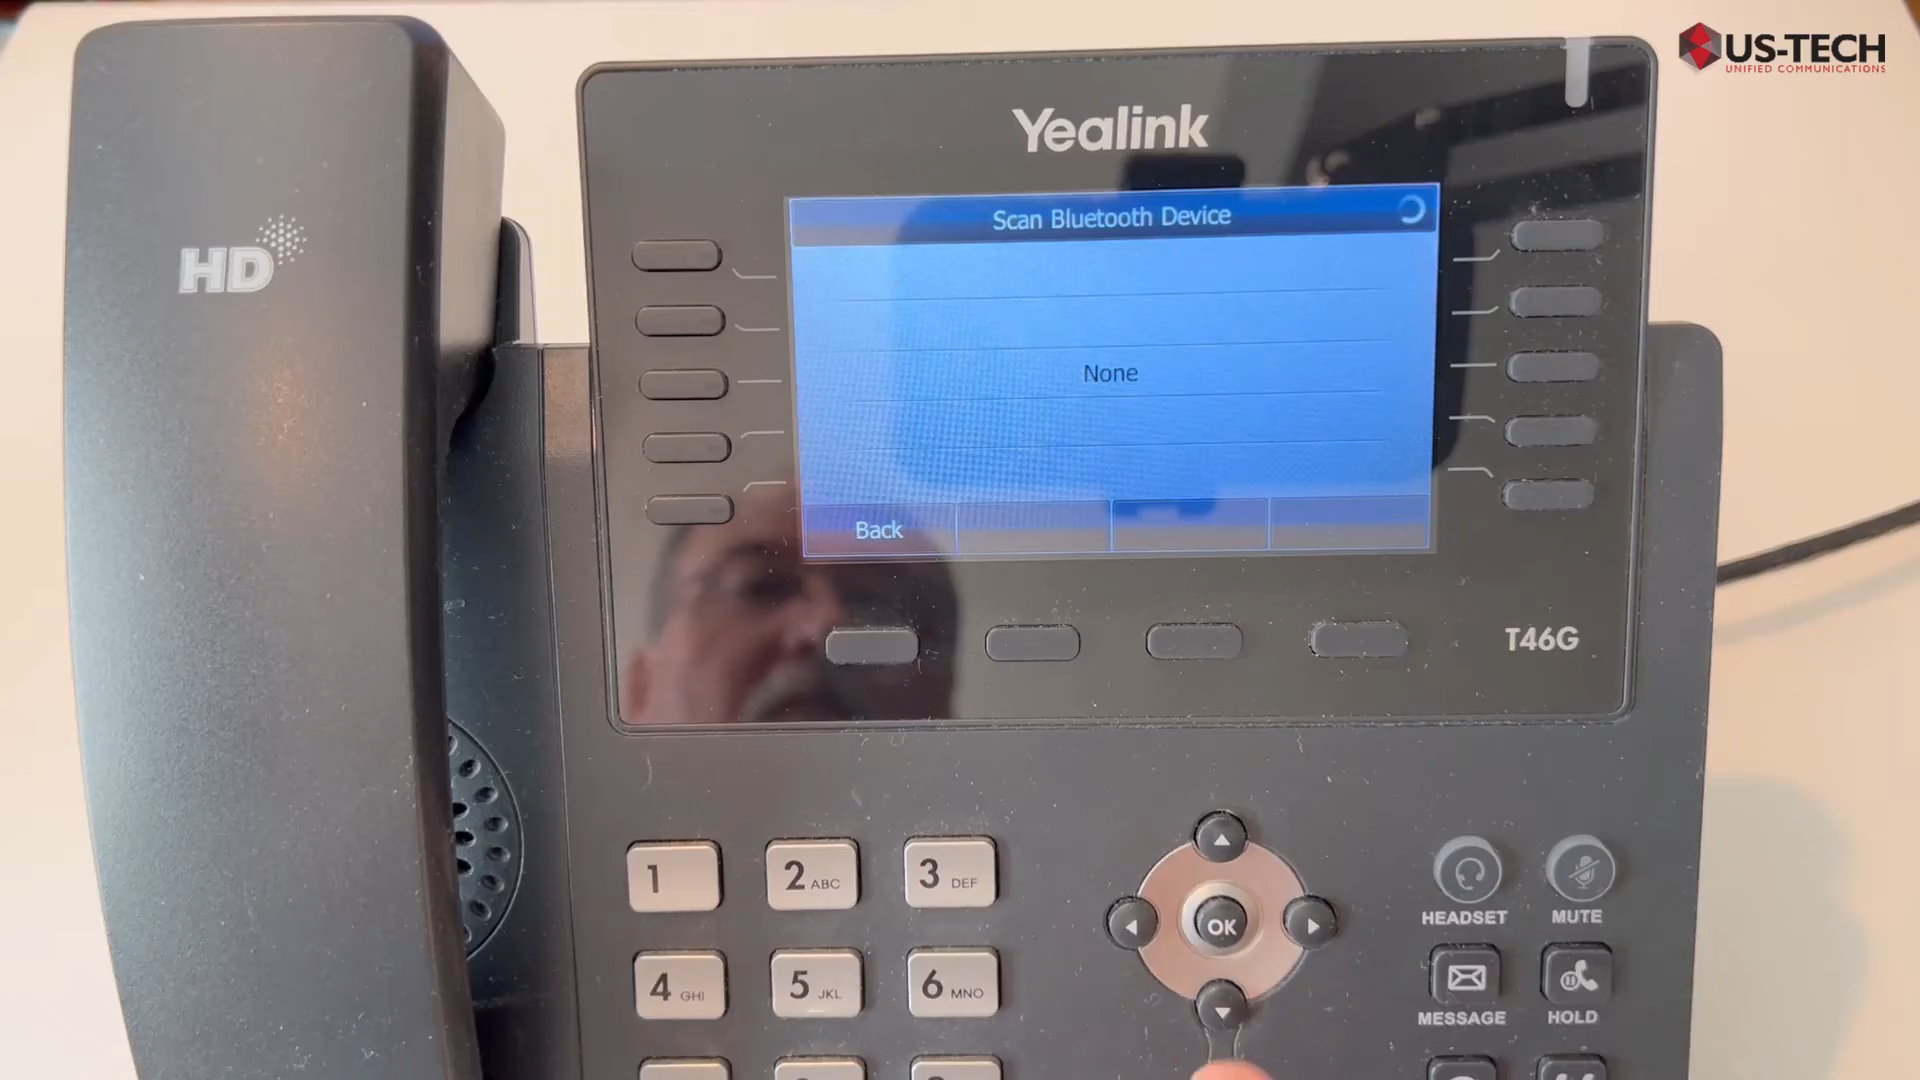 US-TECH
UNIFIED COMMUNICATIONS
Yealink
HD
Scan Bluetooth Device
None
Back
T46G
1
2 ABC
3 DEF
4 GHI
5 JKL
6 MNO
OK
HEADSET
MUTE
MESSAGE
HOLD